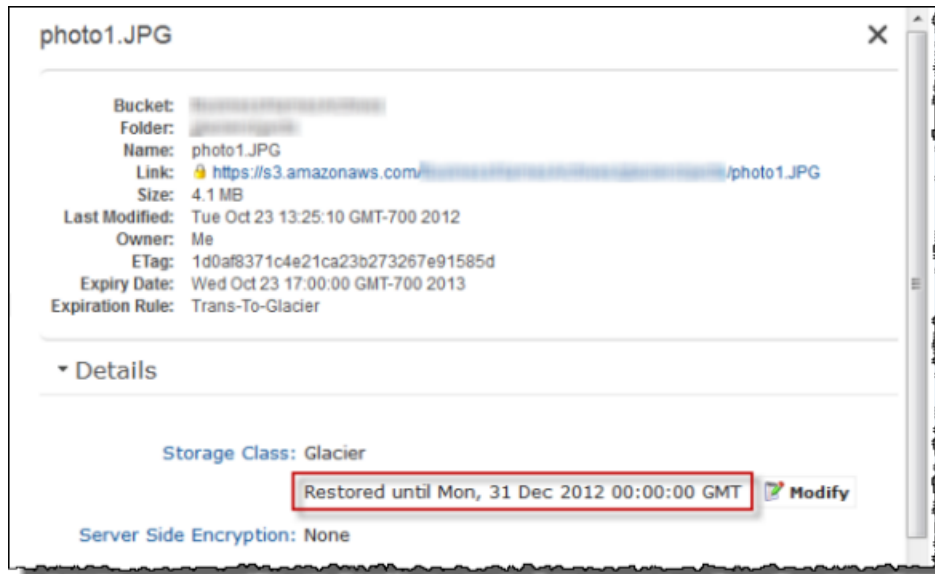 photo1.JPG
Bucket:
Folder:
Name: photo1.JPG
Link: https://s3.amazonaws.com/ /photo1.JPG
Size: 4.1 MB
Last Modified: Tue Oct 23 13:25:10 GMT-700 2012
Owner: Me
ETag: 1d0af8371c4e21ca23b273267e91585d
Expiry Date: Wed Oct 23 17:00:00 GMT-700 2013
Expiration Rule: Trans-To-Glacier
Details
Storage Class: Glacier
Restored until Mon, 31 Dec 2012 00:00:00 GMT Modify
Server Side Encryption: None